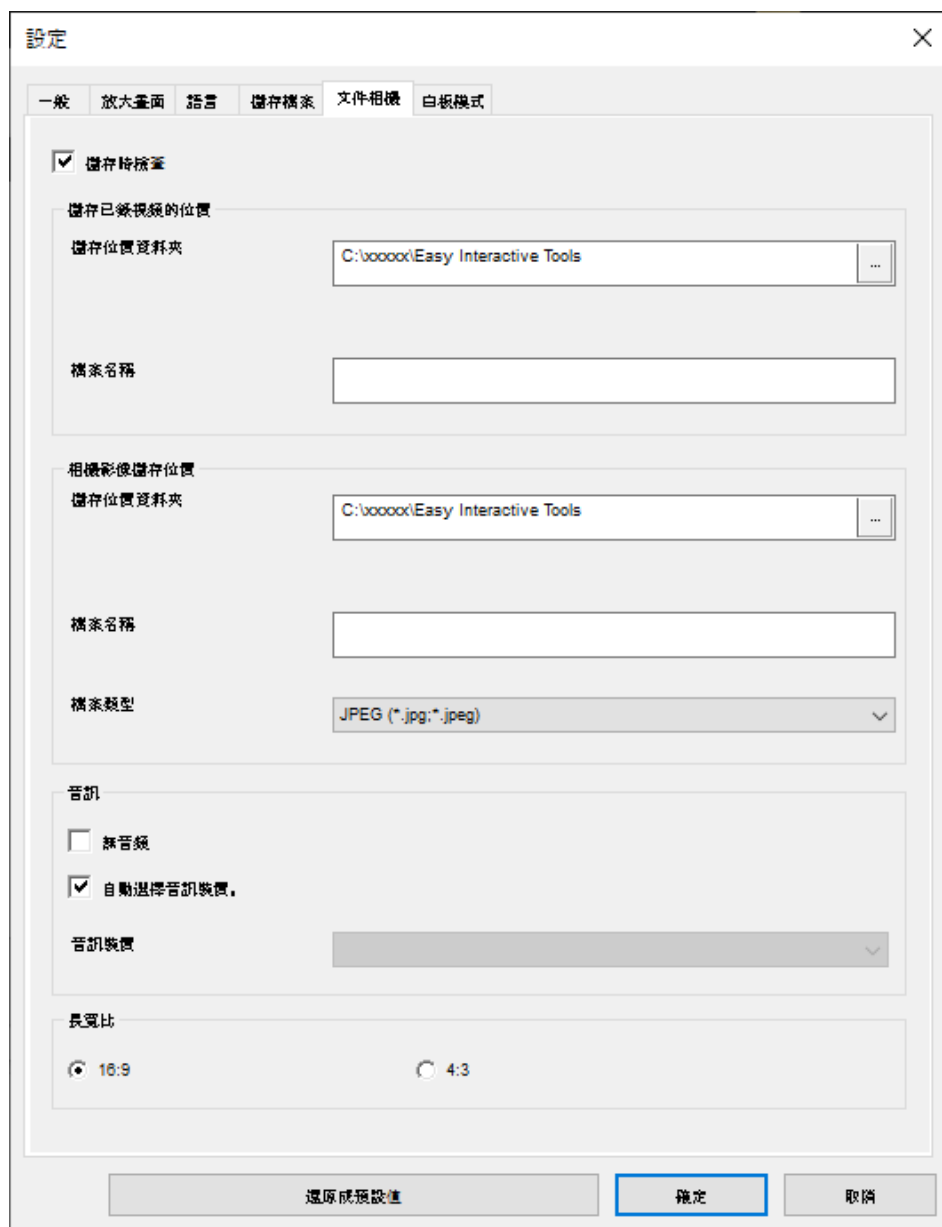 設定
一般 放大畫面 語言 儲存檔案 文件相機 白板模式
儲存時檢查
儲存已錄視頻的位置
儲存位置資料夾 C:\xxxxx\Easy Interactive Tools ...
檔案名稱
相機影像儲存位置
儲存位置資料夾 C:\xxxxx\Easy Interactive Tools ...
檔案名稱
檔案類型 JPEG (*.jpg;*.jpeg)
音訊
無音頻
自動選擇音訊裝置。
音訊裝置
長寬比
16:9 4:3
還原成預設值 確定 取消